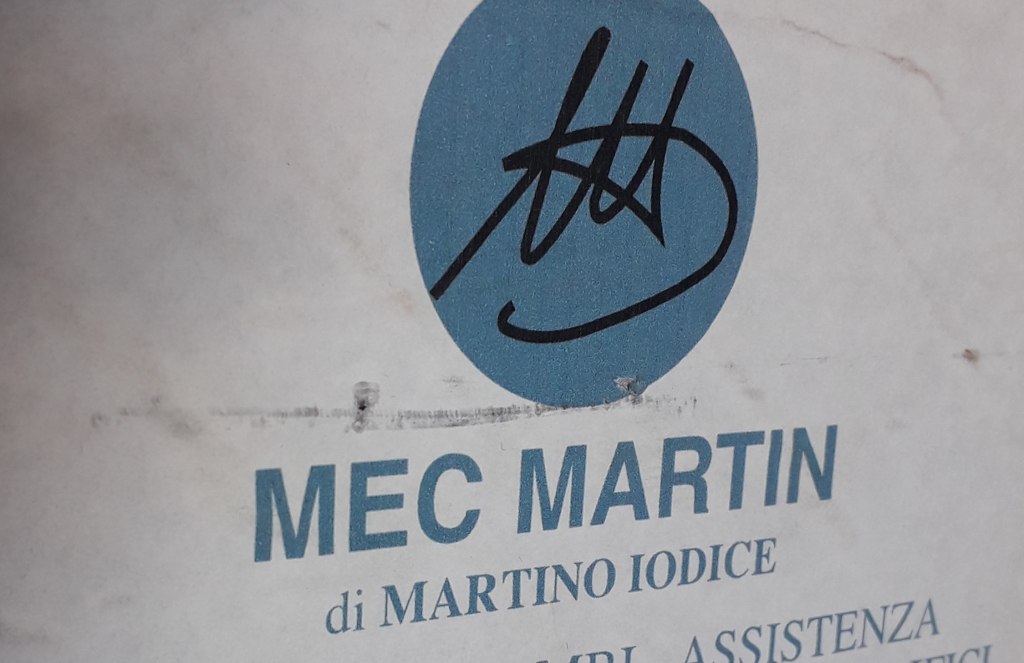 MEC MARTIN
di MARTINO IODICE
ASSISTENZA